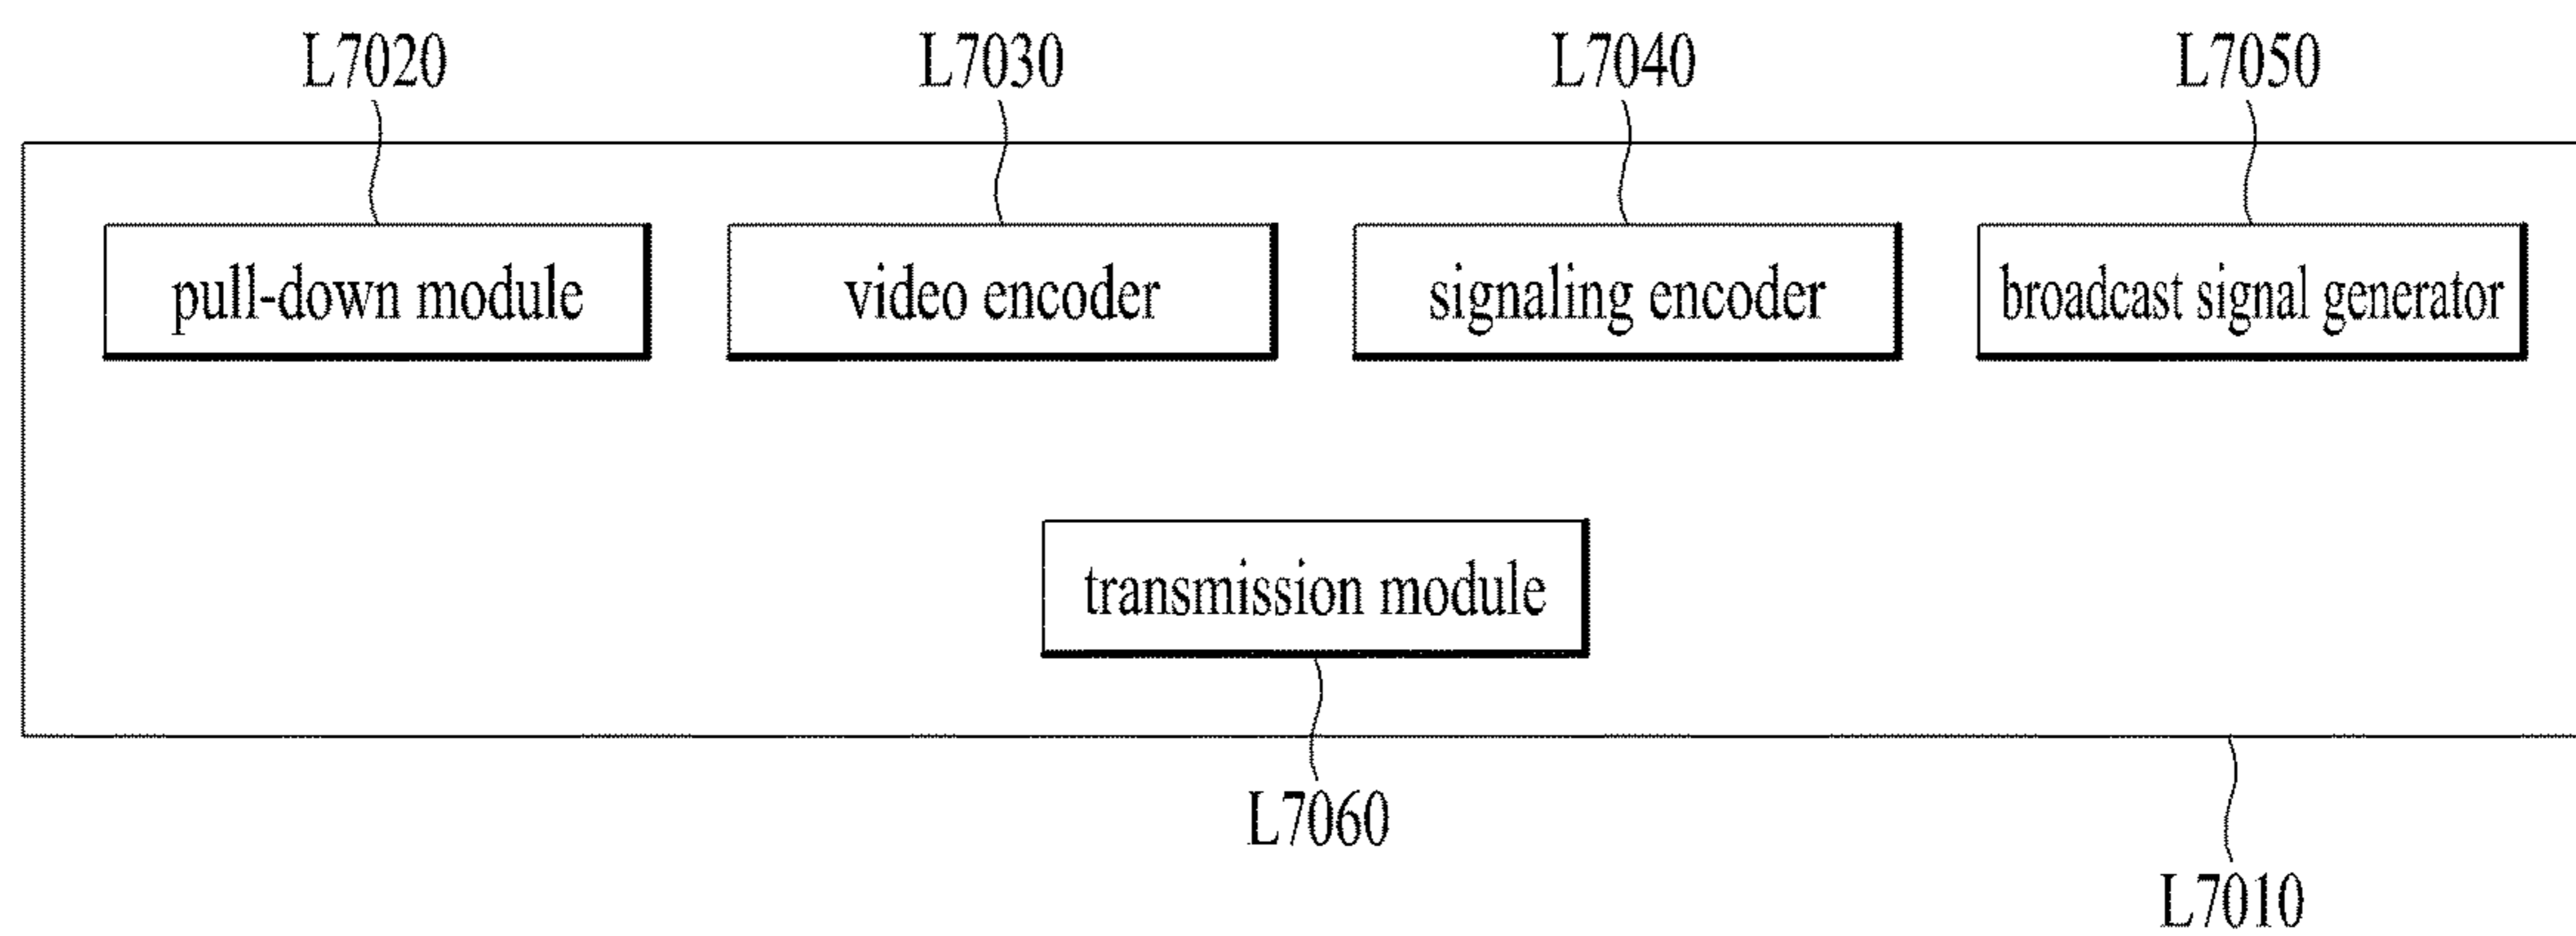 L7020 L7030 L7040 L7050
pull-down module video encoder signaling encoder broadcast signal generator
transmission module
L7060
L7010